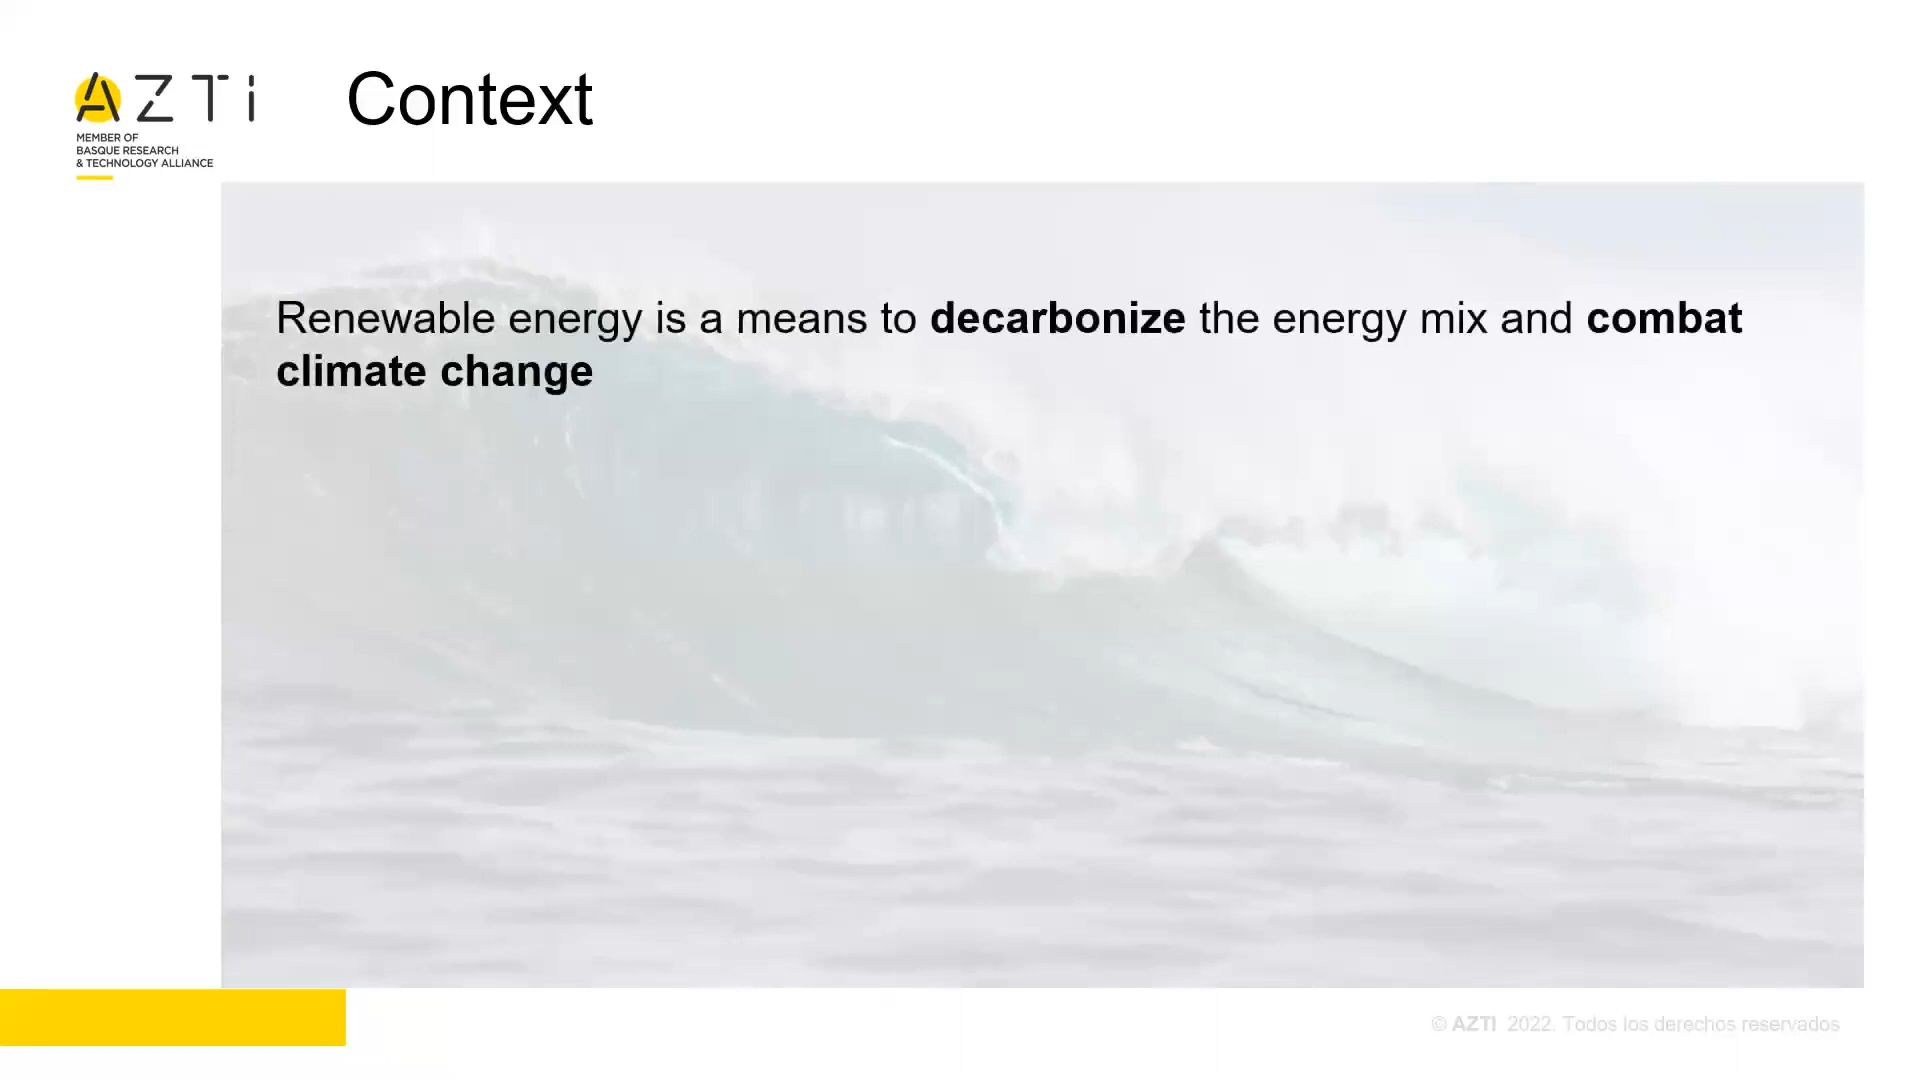 AZTi
MEMBER OF
BASQUE RESEARCH
& TECHNOLOGY ALLIANCE
Context
Renewable energy is a means to decarbonize the energy mix and combat
climate change
© AZTI 2022. Todos los derechos reservados